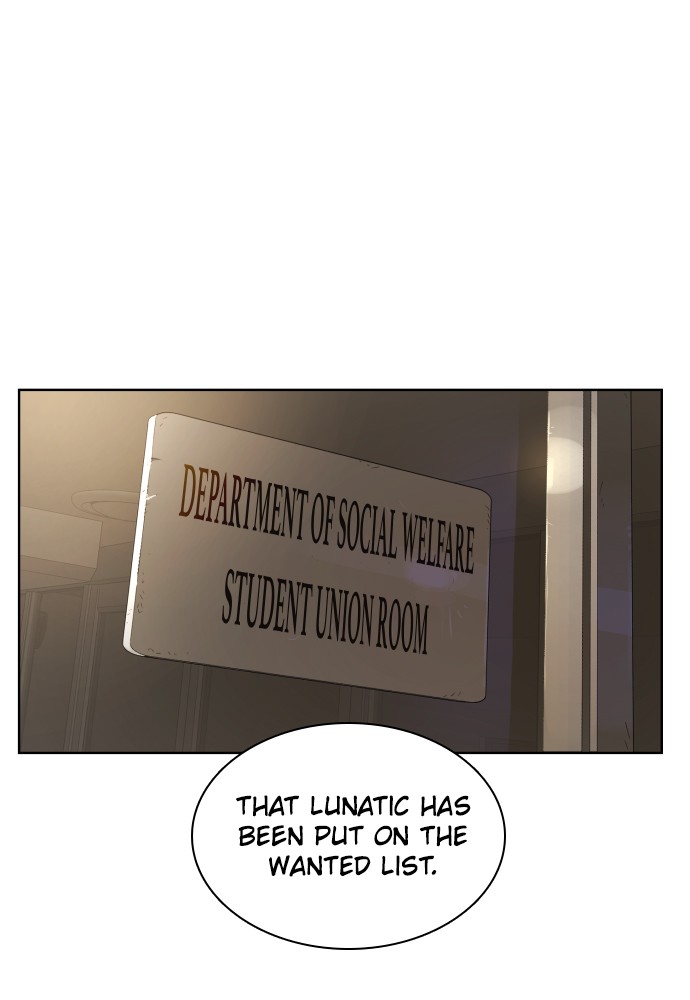 DEPARTMENT OF SOCIAL WELFARE
STUDENT UNION ROOM
THAT LUNATIC HAS
BEEN PUT ON THE
WANTED LIST.